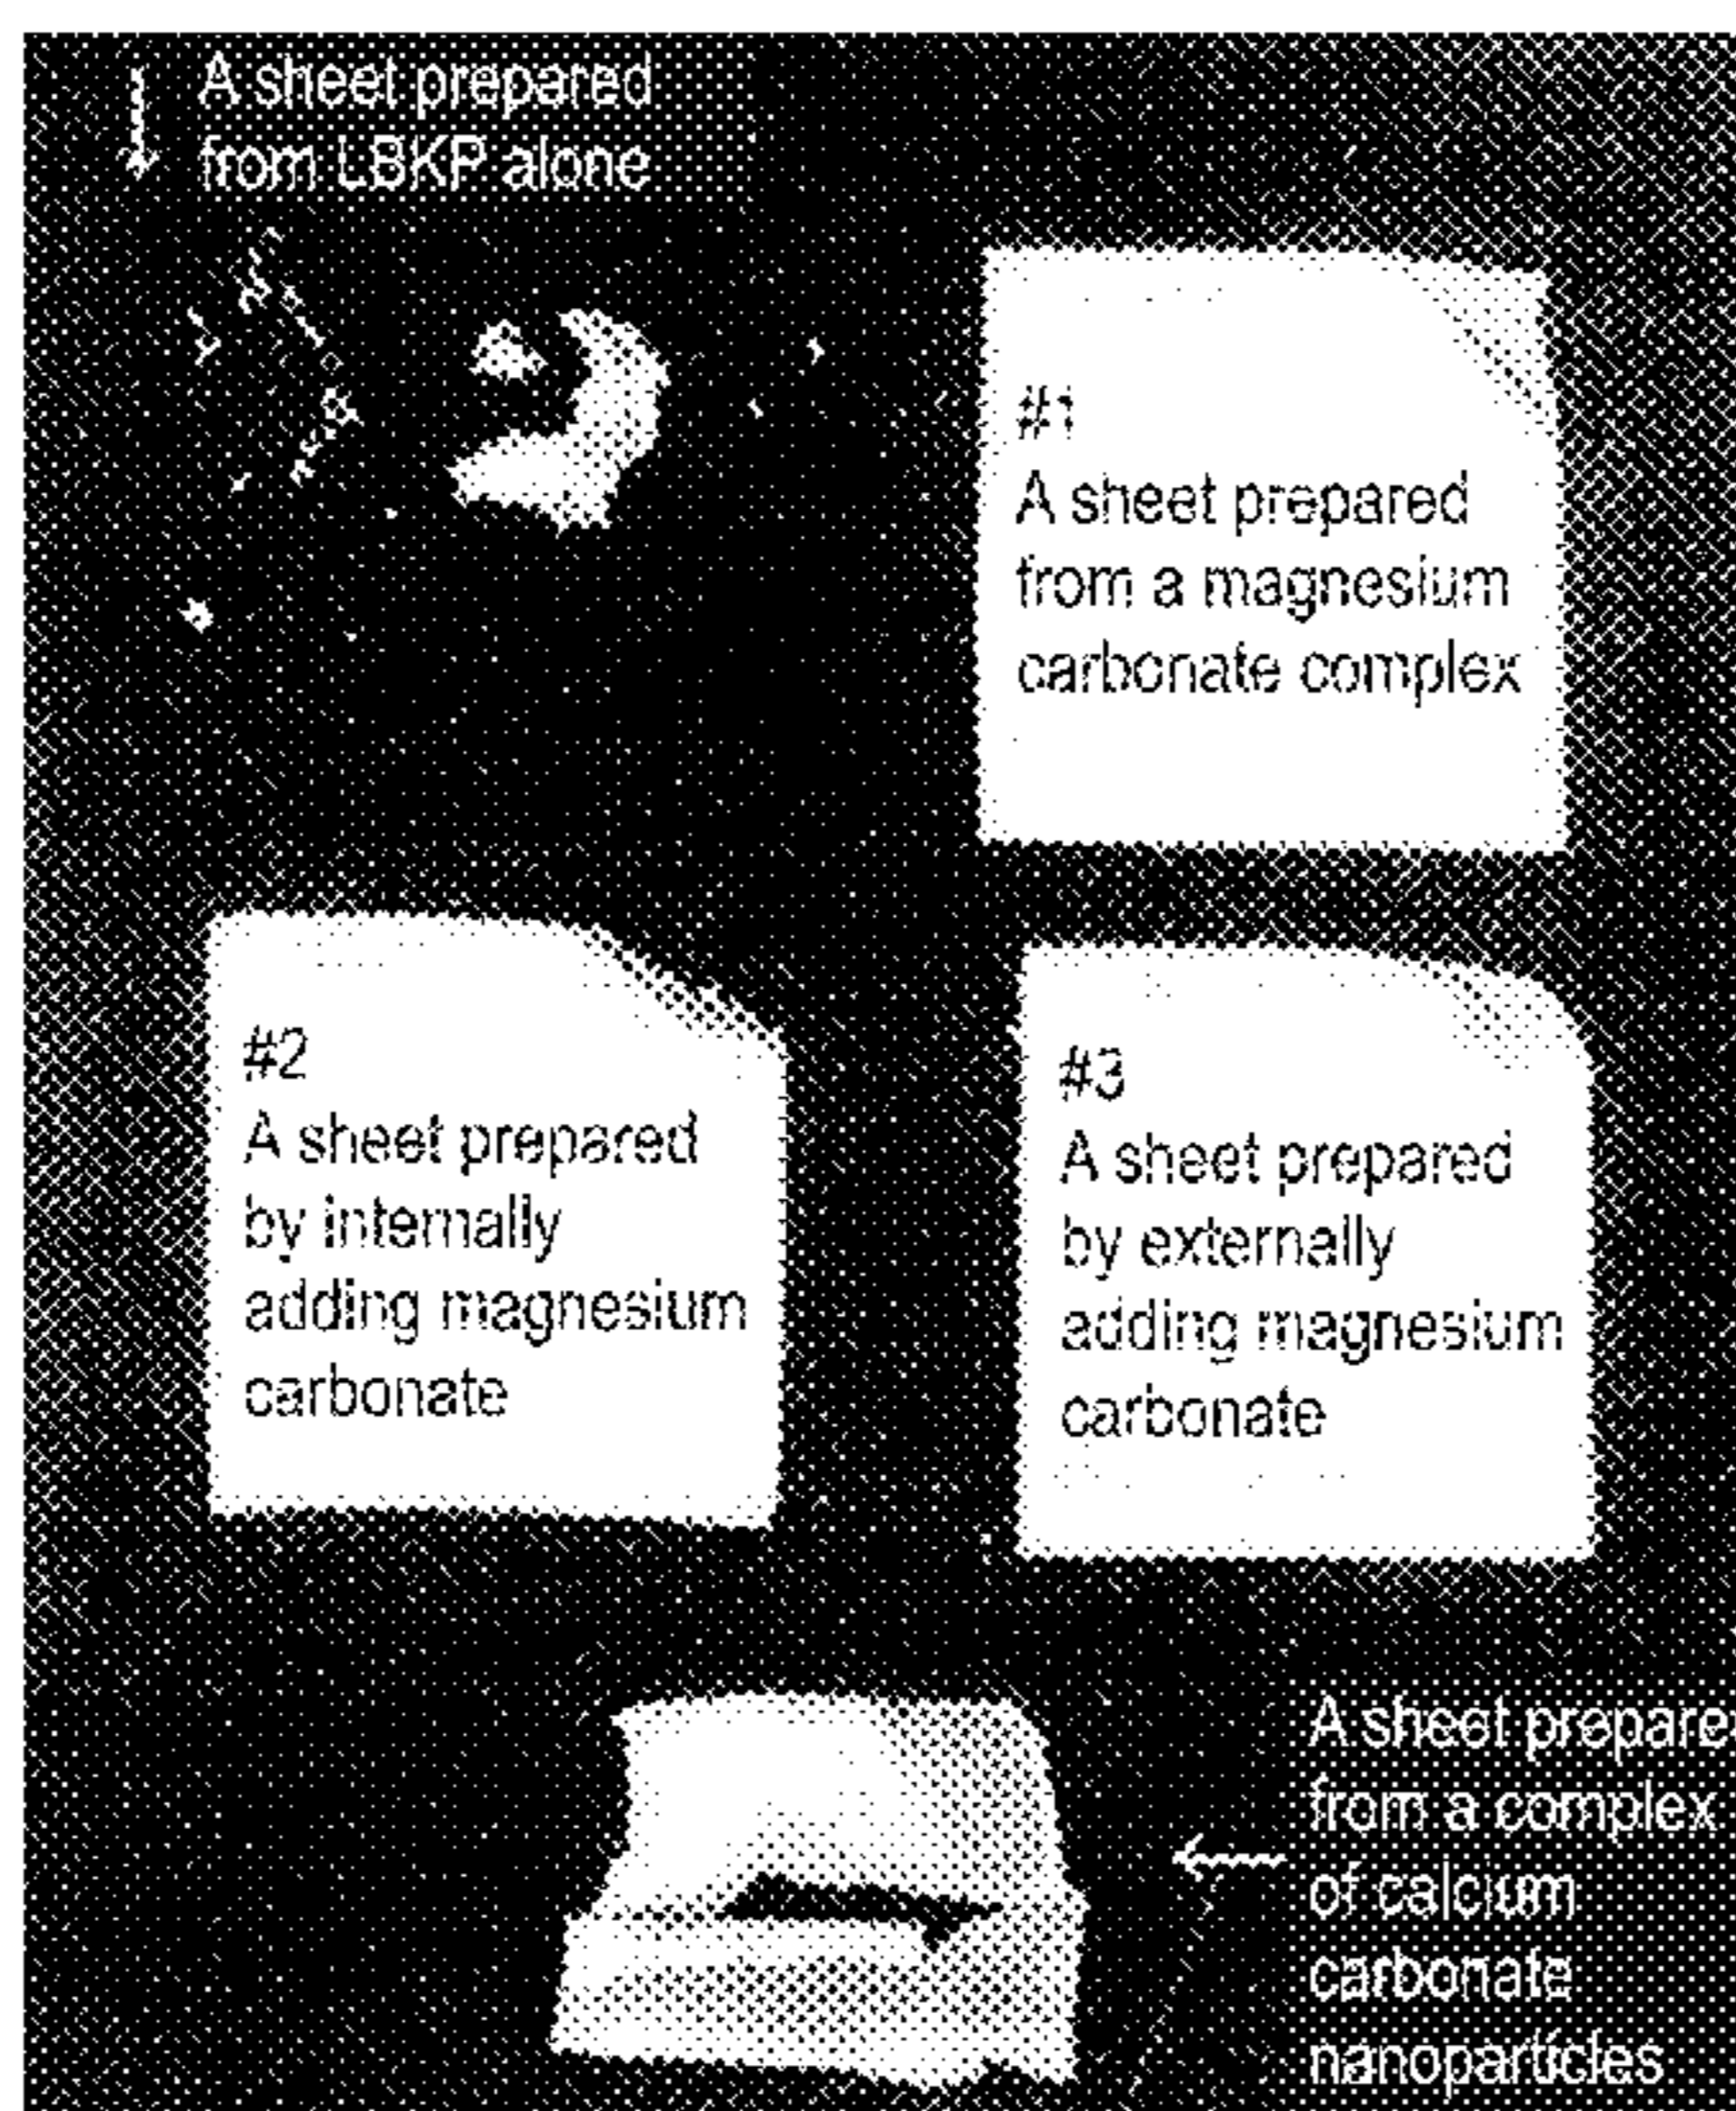 A sheet prepared
from LBKP alone
#1
A sheet prepared
from a magnesium
carbonate complex
#2
A sheet prepared
by internally
adding magnesium
carbonate
#3
A sheet prepared
by externally
adding magnesium
carbonate
A sheet prepare
from a complex
of calcium
carbonate
nanoparticles